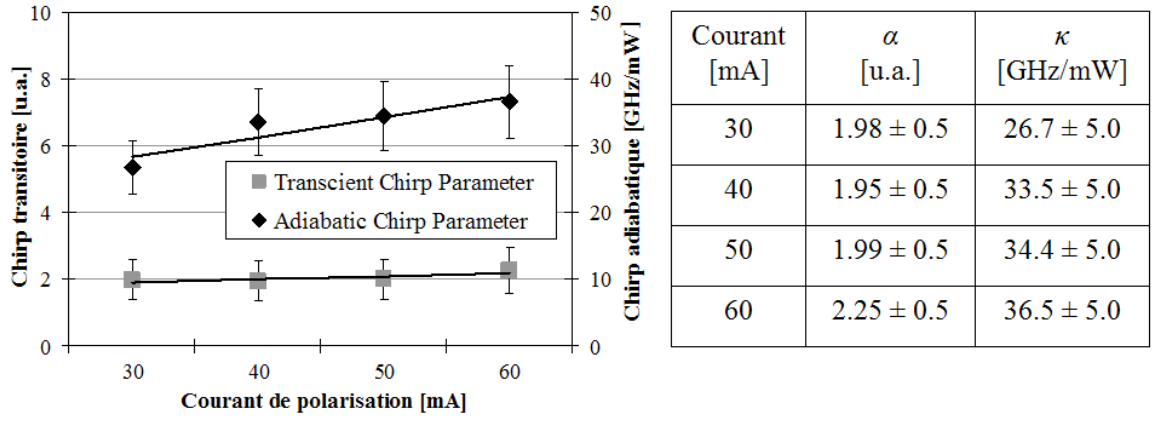 10
8
6
4
2
0
Chirp transitoire [u.a.]
50
40
30
20
10
0
Chirp adiabatique [GHz/mW]
Transcient Chirp Parameter
Adiabatic Chirp Parameter
30 40 50 60
Courant de polarisation [mA]
Courant α κ
[mA] [u.a.] [GHz/mW]
30 1.98 ± 0.5 26.7 ± 5.0
40 1.95 ± 0.5 33.5 ± 5.0
50 1.99 ± 0.5 34.4 ± 5.0
60 2.25 ± 0.5 36.5 ± 5.0